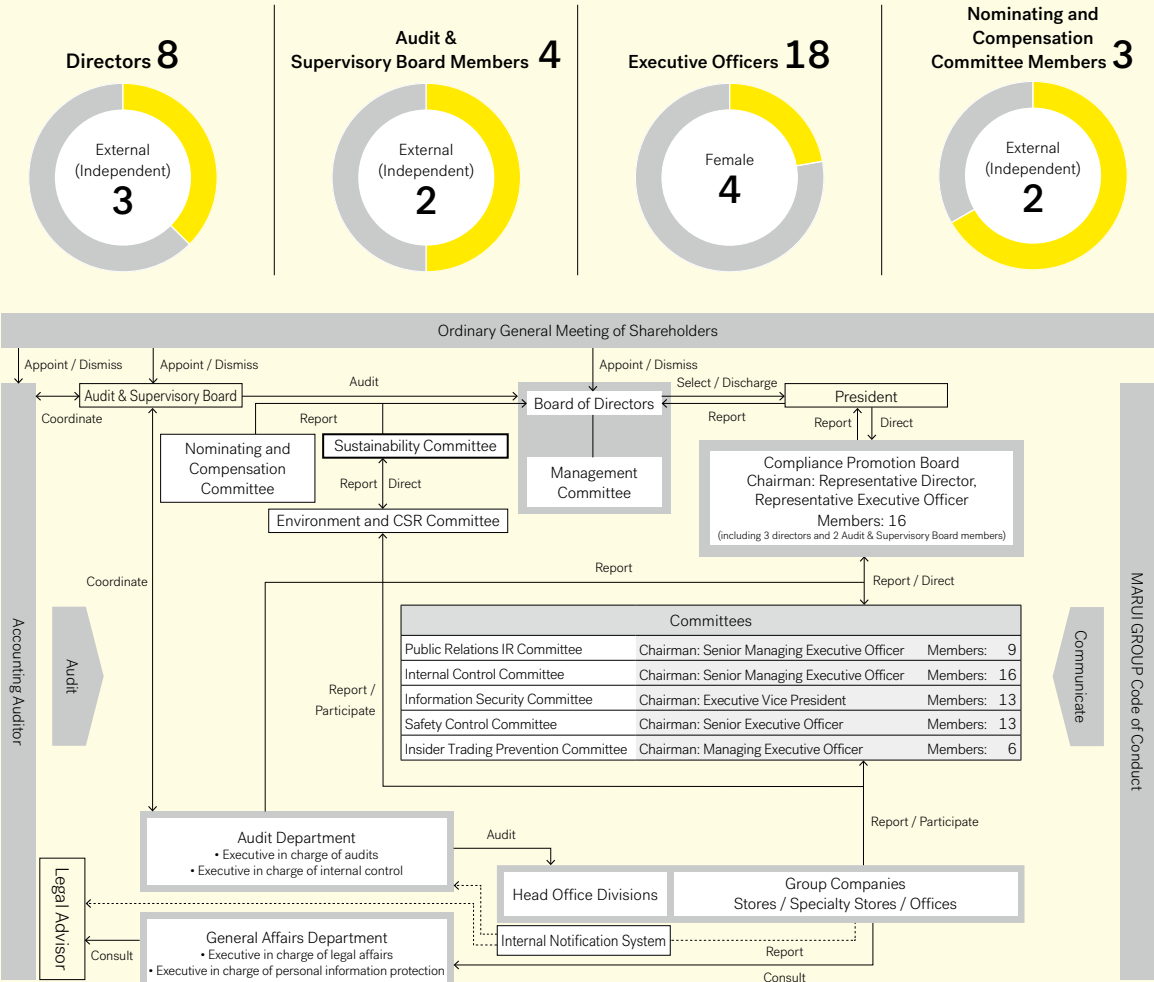 Directors 8
External
(Independent)
3
Audit &
Supervisory Board Members 4
External
(Independent)
2
Executive Officers 18
Female
4
Nominating and
Compensation
Committee Members 3
External
(Independent)
2
Ordinary General Meeting of Shareholders
Appoint / Dismiss
Appoint / Dismiss
Appoint / Dismiss
Audit & Supervisory Board
Audit
Board of Directors
Select / Discharge
Report
President
Coordinate
Report
Report
Direct
Nominating and
Compensation
Committee
Sustainability Committee
Report
Direct
Environment and CSR Committee
Management
Committee
Compliance Promotion Board
Chairman: Representative Director,
Representative Executive Officer
Members: 16
(including 3 directors and 2 Audit & Supervisory Board members)
Coordinate
Report
Report / Direct
Accounting Auditor
Audit
Communicate
MARUI GROUP Code of Conduct
Committees
Public Relations IR Committee Chairman: Senior Managing Executive Officer Members: 9
Internal Control Committee Chairman: Senior Managing Executive Officer Members: 16
Information Security Committee Chairman: Executive Vice President Members: 13
Safety Control Committee Chairman: Senior Executive Officer Members: 13
Insider Trading Prevention Committee Chairman: Managing Executive Officer Members: 6
Report /
Participate
Report / Participate
Audit Department
• Executive in charge of audits
• Executive in charge of internal control
Audit
Head Office Divisions
Group Companies
Stores / Specialty Stores / Offices
Legal Advisor
Consult
General Affairs Department
• Executive in charge of legal affairs
• Executive in charge of personal information protection
Internal Notification System
Report
Consult